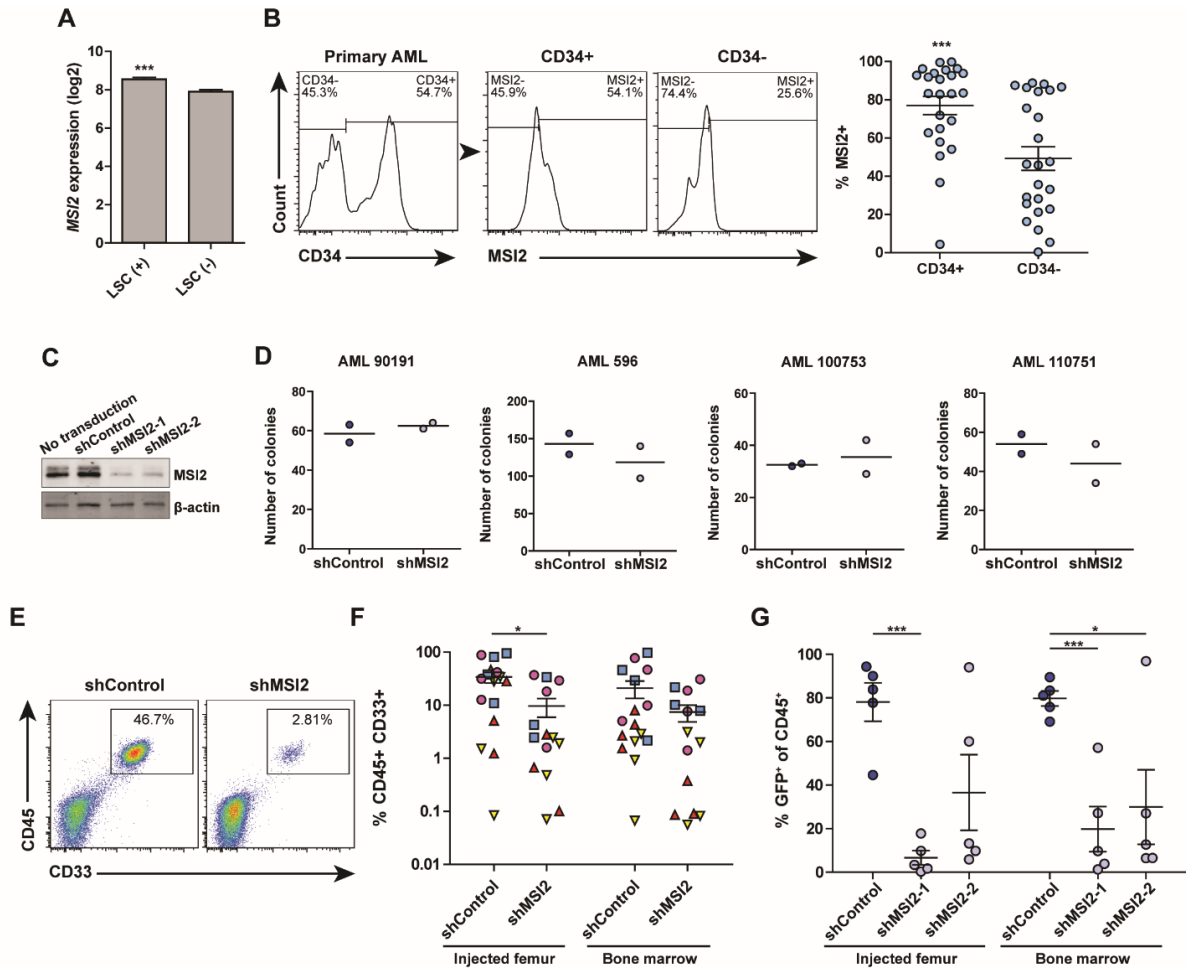 A
MSI2 expression (log2)
10
8
6
4
2
0
***
LSC (+)
LSC (-)
B
Primary AML
CD34+
CD34-
CD34-
45.3%
CD34+
54.7%
MSI2-
45.9%
MSI2+
54.1%
MSI2-
74.4%
MSI2+
25.6%
Count
CD34
MSI2
% MSI2+
100
80
60
40
20
0
***
CD34+
CD34-
C
No transduction
shControl
shMSI2-1
shMSI2-2
MSI2
β-actin
D
AML 90191
Number of colonies
80
60
40
20
0
shControl
shMSI2
AML 596
Number of colonies
200
150
100
50
0
shControl
shMSI2
AML 100753
Number of colonies
60
40
20
0
shControl
shMSI2
AML 110751
Number of colonies
80
60
40
20
0
shControl
shMSI2
E
shControl
shMSI2
46.7%
2.81%
CD45
CD33
F
% CD45+ CD33+
100
10
1
0.1
0.01
*
shControl
shMSI2
shControl
shMSI2
Injected femur
Bone marrow
G
% GFP⁺ of CD45⁺
100
80
60
40
20
0
***
*
***
shControl
shMSI2-1
shMSI2-2
shControl
shMSI2-1
shMSI2-2
Injected femur
Bone marrow